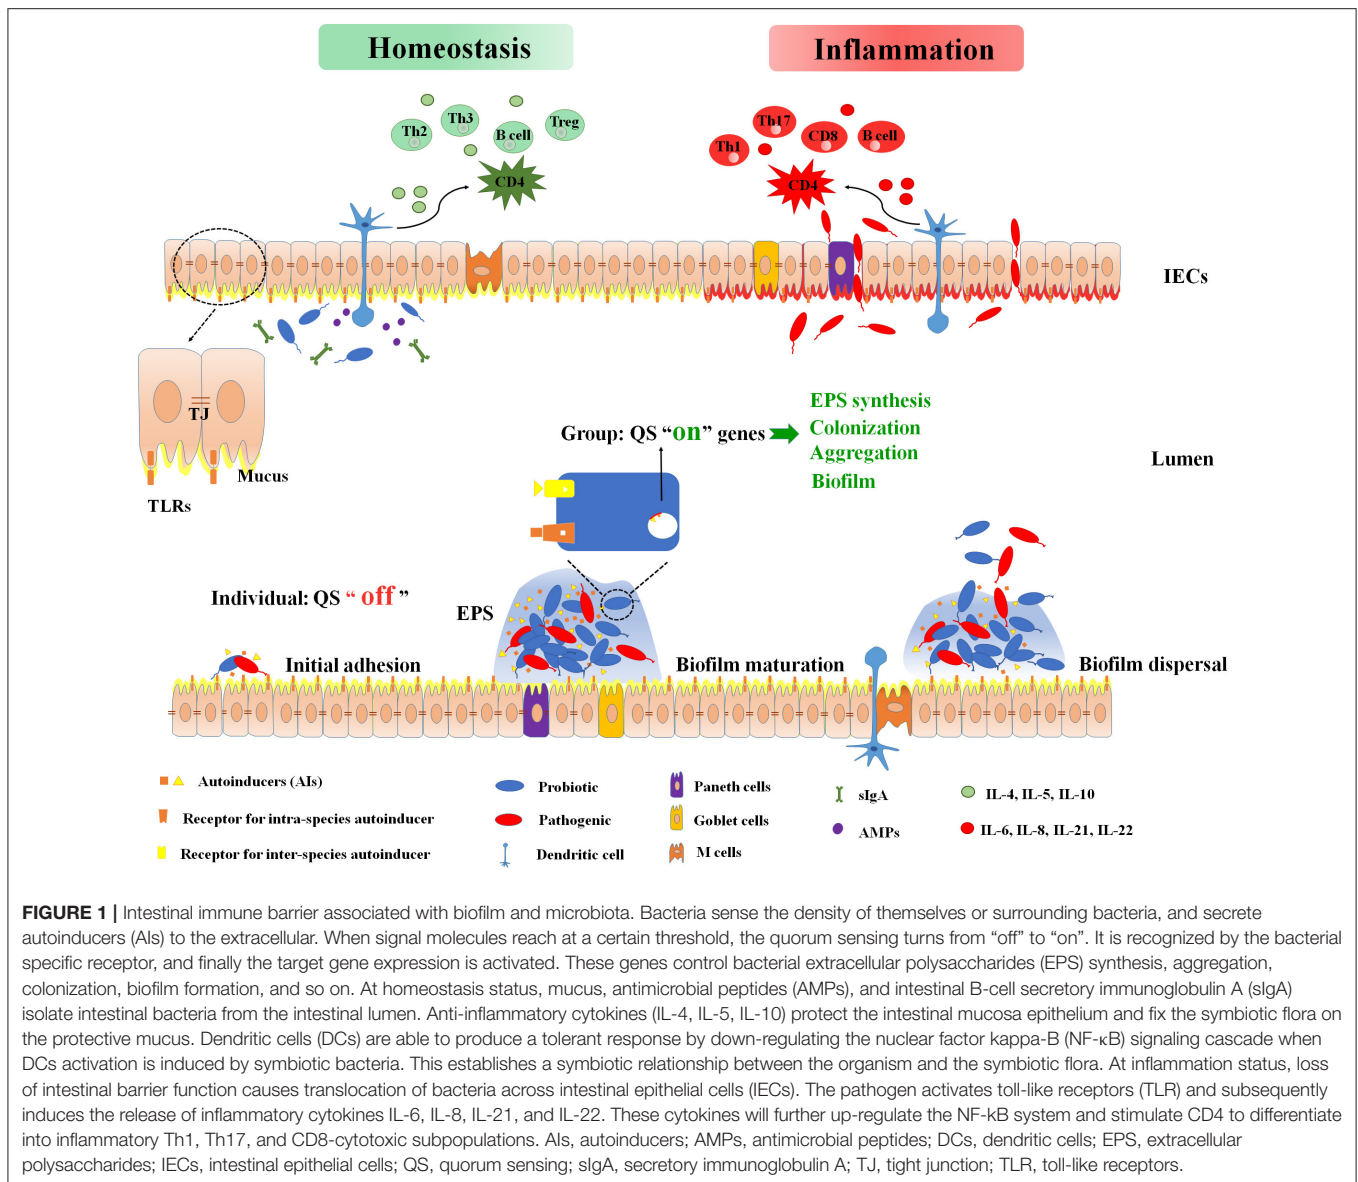 Homeostasis
Inflammation
Th2
Th3
B cell
Treg
CD4
Th1
Th17
CD8
B cell
CD4
IECs
TJ
Mucus
TLRs
Group: QS “on” genes
EPS synthesis
Colonization
Aggregation
Biofilm
Lumen
Individual: QS “ off ”
EPS
Initial adhesion
Biofilm maturation
Biofilm dispersal
Autoinducers (AIs)
Receptor for intra-species autoinducer
Receptor for inter-species autoinducer
Probiotic
Pathogenic
Dendritic cell
Paneth cells
Goblet cells
M cells
sIgA
AMPs
IL-4, IL-5, IL-10
IL-6, IL-8, IL-21, IL-22
FIGURE 1 | Intestinal immune barrier associated with biofilm and microbiota. Bacteria sense the density of themselves or surrounding bacteria, and secrete
autoinducers (AIs) to the extracellular. When signal molecules reach at a certain threshold, the quorum sensing turns from “off” to “on”. It is recognized by the bacterial
specific receptor, and finally the target gene expression is activated. These genes control bacterial extracellular polysaccharides (EPS) synthesis, aggregation,
colonization, biofilm formation, and so on. At homeostasis status, mucus, antimicrobial peptides (AMPs), and intestinal B-cell secretory immunoglobulin A (sIgA)
isolate intestinal bacteria from the intestinal lumen. Anti-inflammatory cytokines (IL-4, IL-5, IL-10) protect the intestinal mucosa epithelium and fix the symbiotic flora on
the protective mucus. Dendritic cells (DCs) are able to produce a tolerant response by down-regulating the nuclear factor kappa-B (NF-κB) signaling cascade when
DCs activation is induced by symbiotic bacteria. This establishes a symbiotic relationship between the organism and the symbiotic flora. At inflammation status, loss
of intestinal barrier function causes translocation of bacteria across intestinal epithelial cells (IECs). The pathogen activates toll-like receptors (TLR) and subsequently
induces the release of inflammatory cytokines IL-6, IL-8, IL-21, and IL-22. These cytokines will further up-regulate the NF-kB system and stimulate CD4 to differentiate
into inflammatory Th1, Th17, and CD8-cytotoxic subpopulations. AIs, autoinducers; AMPs, antimicrobial peptides; DCs, dendritic cells; EPS, extracellular
polysaccharides; IECs, intestinal epithelial cells; QS, quorum sensing; sIgA, secretory immunoglobulin A; TJ, tight junction; TLR, toll-like receptors.